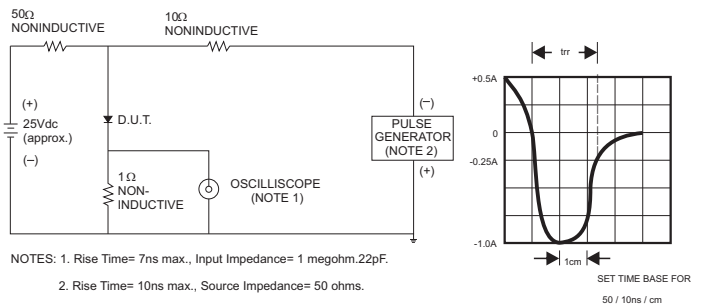 50Ω
NONINDUCTIVE
10Ω
NONINDUCTIVE
(+)
25Vdc
(approx.)
(–)
D.U.T.
1Ω
NON-
INDUCTIVE
OSCILLISCOPE
(NOTE 1)
(–)
PULSE
GENERATOR
(NOTE 2)
(+)
trr
+0.5A
0
-0.25A
-1.0A
1cm
SET TIME BASE FOR
50 / 10ns / cm
NOTES: 1. Rise Time= 7ns max., Input Impedance= 1 megohm.22pF.
2. Rise Time= 10ns max., Source Impedance= 50 ohms.